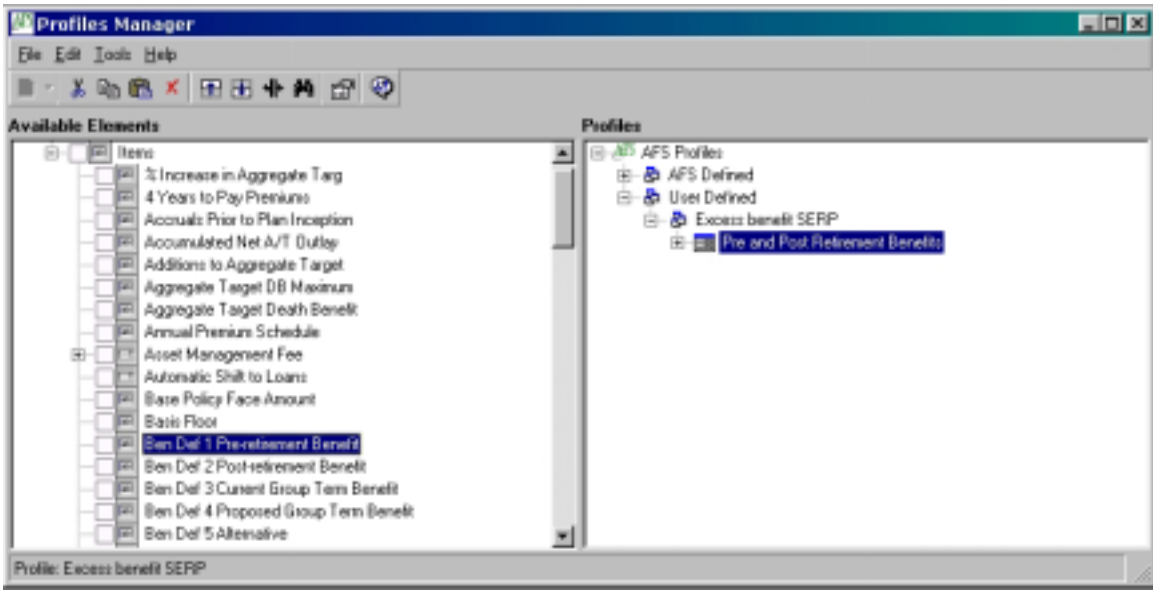 Profiles Manager
File Edit Tools Help
Available Elements
Items
% Increase in Aggregate Targ
4 Years to Pay Premiums
Accruals Prior to Plan Inception
Accumulated Net A/T Outlay
Additions to Aggregate Target
Aggregate Target DB Maximum
Aggregate Target Death Benefit
Annual Premium Schedule
Asset Management Fee
Automatic Shift to Loans
Base Policy Face Amount
Basis Floor
Ben Def 1 Pre-retirement Benefit
Ben Def 2 Post-retirement Benefit
Ben Def 3 Current Group Term Benefit
Ben Def 4 Proposed Group Term Benefit
Ben Def 5 Alternative
Profiles
AFS Profiles
AFS Defined
User Defined
Excess benefit SERP
Pre and Post Retirement Benefits
Profile: Excess benefit SERP